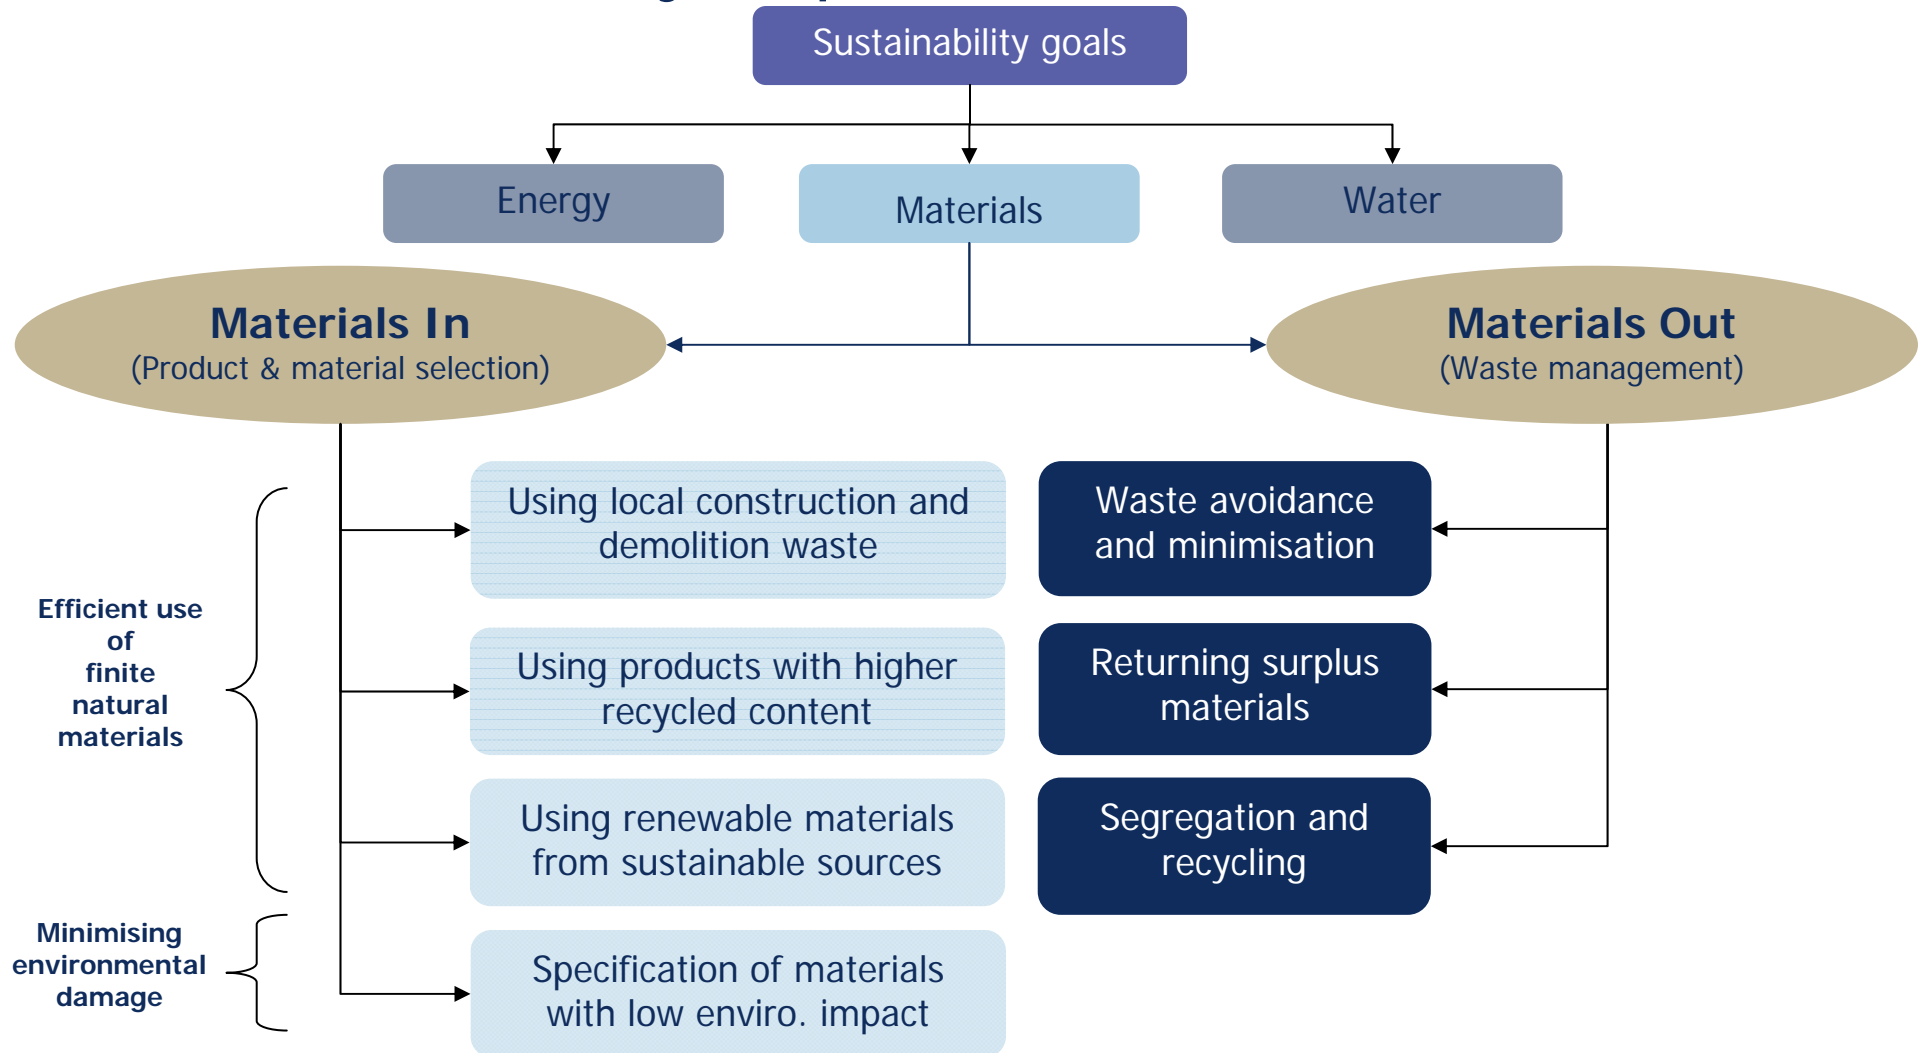 Sustainability goals
Energy
Materials
Water
Materials In
(Product & material selection)
Materials Out
(Waste management)
Efficient use
of
finite
natural
materials
Minimising
environmental
damage
Using local construction and
demolition waste
Using products with higher
recycled content
Using renewable materials
from sustainable sources
Specification of materials
with low enviro. impact
Waste avoidance
and minimisation
Returning surplus
materials
Segregation and
recycling